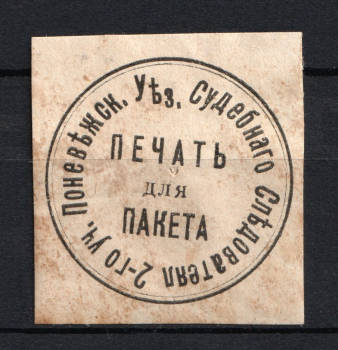 Судебнаго Слѣдователя 2-го уч. Поневѣжск. Уѣз.
ПЕЧАТЬ
для
ПАКЕТА